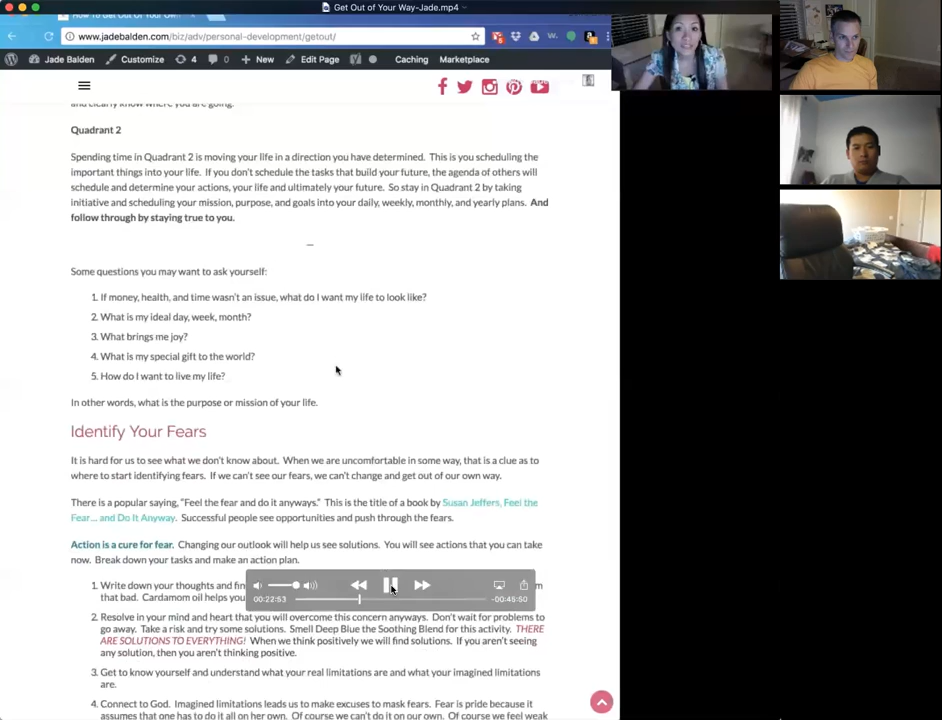 Get Out of Your Way-Jade.mp4
How To Get Out Of Your Own
www.jadebalden.com/biz/adv/personal-development/getout/
Jade Balden Customize 4 0 New Edit Page Caching Marketplace
and clearly know where you are going.
Quadrant 2
Spending time in Quadrant 2 is moving your life in a direction you have determined. This is you scheduling the
important things into your life. If you don't schedule the tasks that build your future, the agenda of others will
schedule and determine your actions, your life and ultimately your future. So stay in Quadrant 2 by taking
initiative and scheduling your mission, purpose, and goals into your daily, weekly, monthly, and yearly plans. And
follow through by staying true to you.
—
Some questions you may want to ask yourself:
1. If money, health, and time wasn't an issue, what do I want my life to look like?
2. What is my ideal day, week, month?
3. What brings me joy?
4. What is my special gift to the world?
5. How do I want to live my life?
In other words, what is the purpose or mission of your life.
Identify Your Fears
It is hard for us to see what we don't know about. When we are uncomfortable in some way, that is a clue as to
where to start identifying fears. If we can't see our fears, we can't change and get out of our own way.
There is a popular saying, "Feel the fear and do it anyways." This is the title of a book by Susan Jeffers, Feel the
Fear... and Do It Anyway. Successful people see opportunities and push through the fears.
Action is a cure for fear. Changing our outlook will help us see solutions. You will see actions that you can take
now. Break down your tasks and make an action plan.
1. Write down your thoughts and
that bad. Cardamom oil helps you
00:22:53 -00:45:50
2. Resolve in your mind and heart that you will overcome this concern anyways. Don't wait for problems to
go away. Take a risk and try some solutions. Smell Deep Blue the Soothing Blend for this activity. THERE
ARE SOLUTIONS TO EVERYTHING! When we think positively we will find solutions. If you aren't seeing
any solution, then you aren't thinking positive.
3. Get to know yourself and understand what your real limitations are and what your imagined limitations
are.
4. Connect to God. Imagined limitations leads us to make excuses to mask fears. Fear is pride because it
assumes that one has to do it all on her own. Of course we can't do it on our own. Of course we feel weak